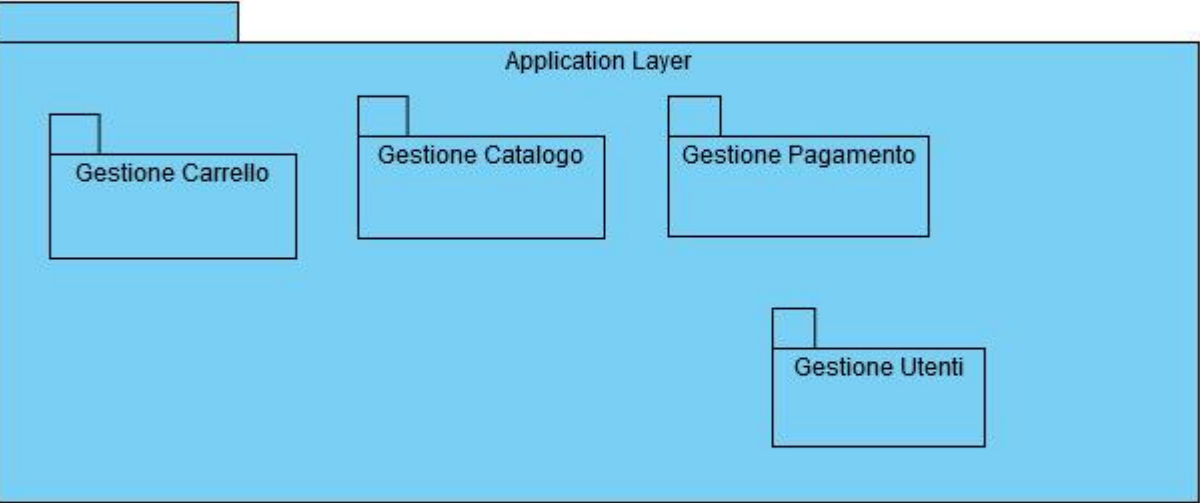 Application Layer
Gestione Carrello
Gestione Catalogo
Gestione Pagamento
Gestione Utenti